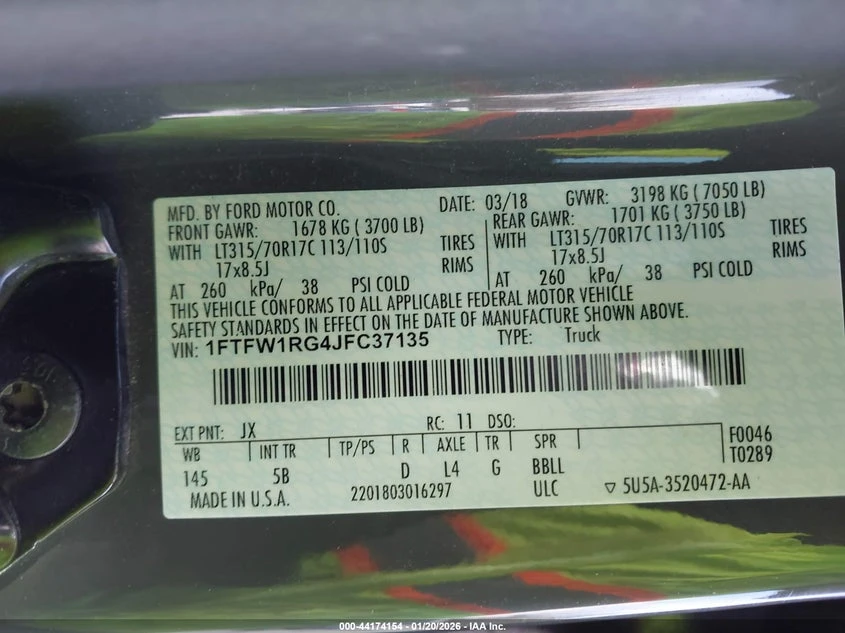 MFD. BY FORD MOTOR CO. DATE: 03/18 GVWR: 3198 KG ( 7050 LB)
FRONT GAWR: 1678 KG ( 3700 LB) REAR GAWR: 1701 KG ( 3750 LB)
WITH LT315/70R17C 113/110S TIRES WITH LT315/70R17C 113/110S TIRES
17x8.5J RIMS 17x8.5J RIMS
AT 260 kPa/ 38 PSI COLD AT 260 kPa/ 38 PSI COLD
THIS VEHICLE CONFORMS TO ALL APPLICABLE FEDERAL MOTOR VEHICLE
SAFETY STANDARDS IN EFFECT ON THE DATE OF MANUFACTURE SHOWN ABOVE.
VIN: 1FTFW1RG4JFC37135 TYPE: Truck
EXT PNT: JX RC: 11 DSO:
WB INT TR TP/PS R AXLE TR SPR F0046
145 5B D L4 G BBLL T0289
MADE IN U.S.A. 2201803016297 ULC ▽ 5U5A-3520472-AA
000-44174154 - 01/20/2026 - IAA Inc.